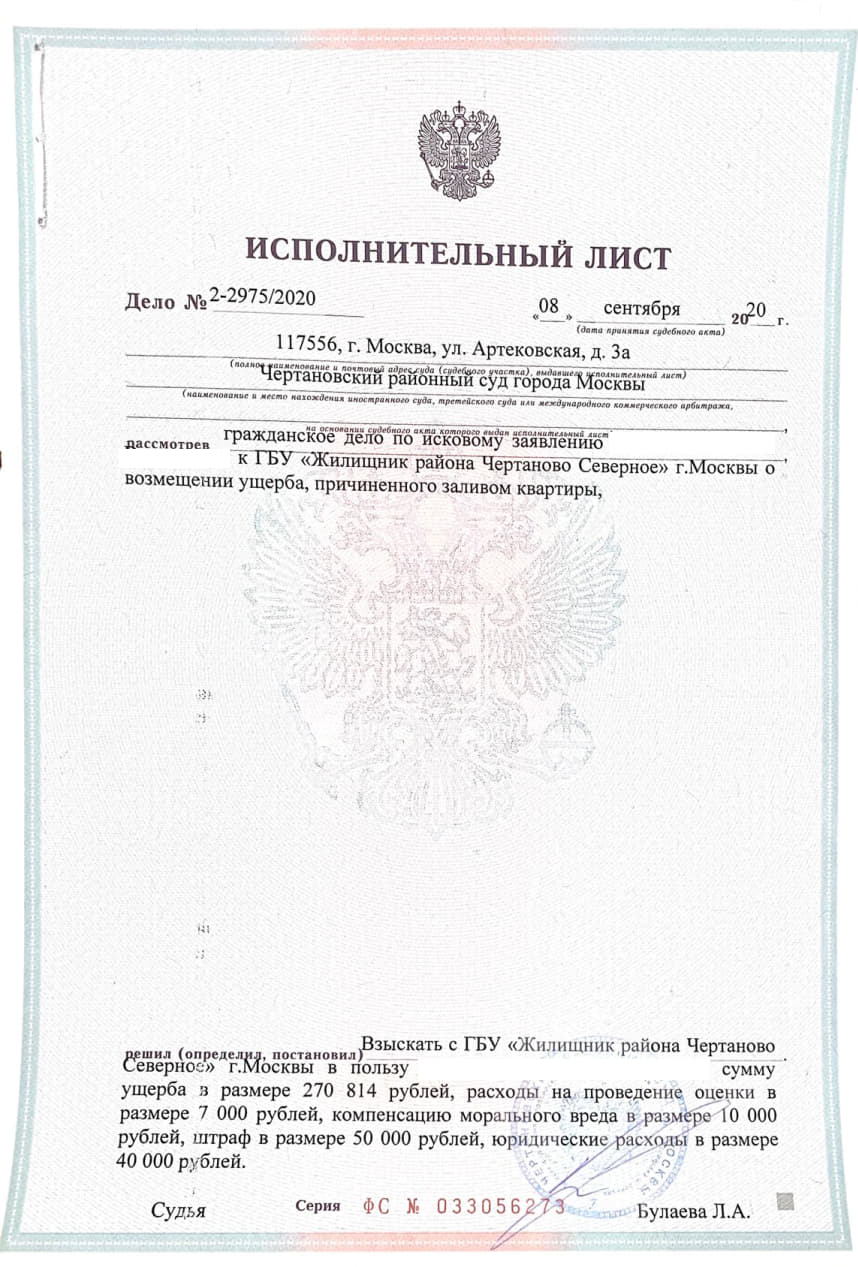 ИСПОЛНИТЕЛЬНЫЙ ЛИСТ
Дело № 2-2975/2020 «08» сентября 2020 г.
(дата принятия судебного акта)
117556, г. Москва, ул. Артековская, д. 3а
(полное наименование и почтовый адрес суда (судебного участка), выдавшего исполнительный лист)
Чертановский районный суд города Москвы
(наименование и место нахождения иностранного суда, третейского суда или международного коммерческого арбитража,
на основании судебного акта которого выдан исполнительный лист)
рассмотрев гражданское дело по исковому заявлению
к ГБУ «Жилищник района Чертаново Северное» г.Москвы о
возмещении ущерба, причиненного заливом квартиры,
решил (определил, постановил) Взыскать с ГБУ «Жилищник района Чертаново
Северное» г.Москвы в пользу сумму
ущерба в размере 270 814 рублей, расходы на проведение оценки в
размере 7 000 рублей, компенсацию морального вреда в размере 10 000
рублей, штраф в размере 50 000 рублей, юридические расходы в размере
40 000 рублей.
Судья Серия ФС № 033056273 Булаева Л.А.